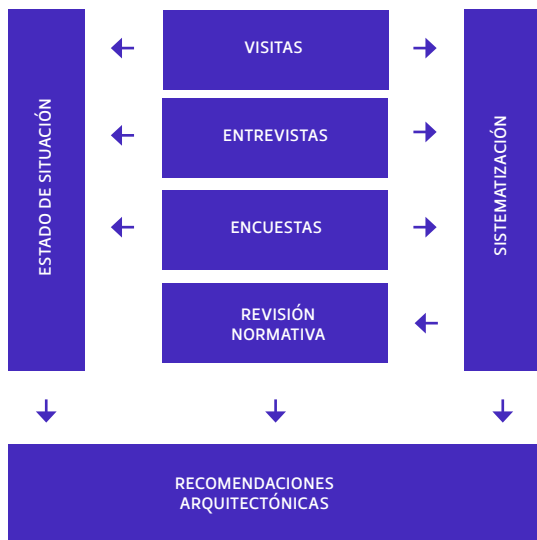 ESTADO DE SITUACIÓN
VISITAS
ENTREVISTAS
ENCUESTAS
REVISIÓN
NORMATIVA
SISTEMATIZACIÓN
RECOMENDACIONES
ARQUITECTÓNICAS